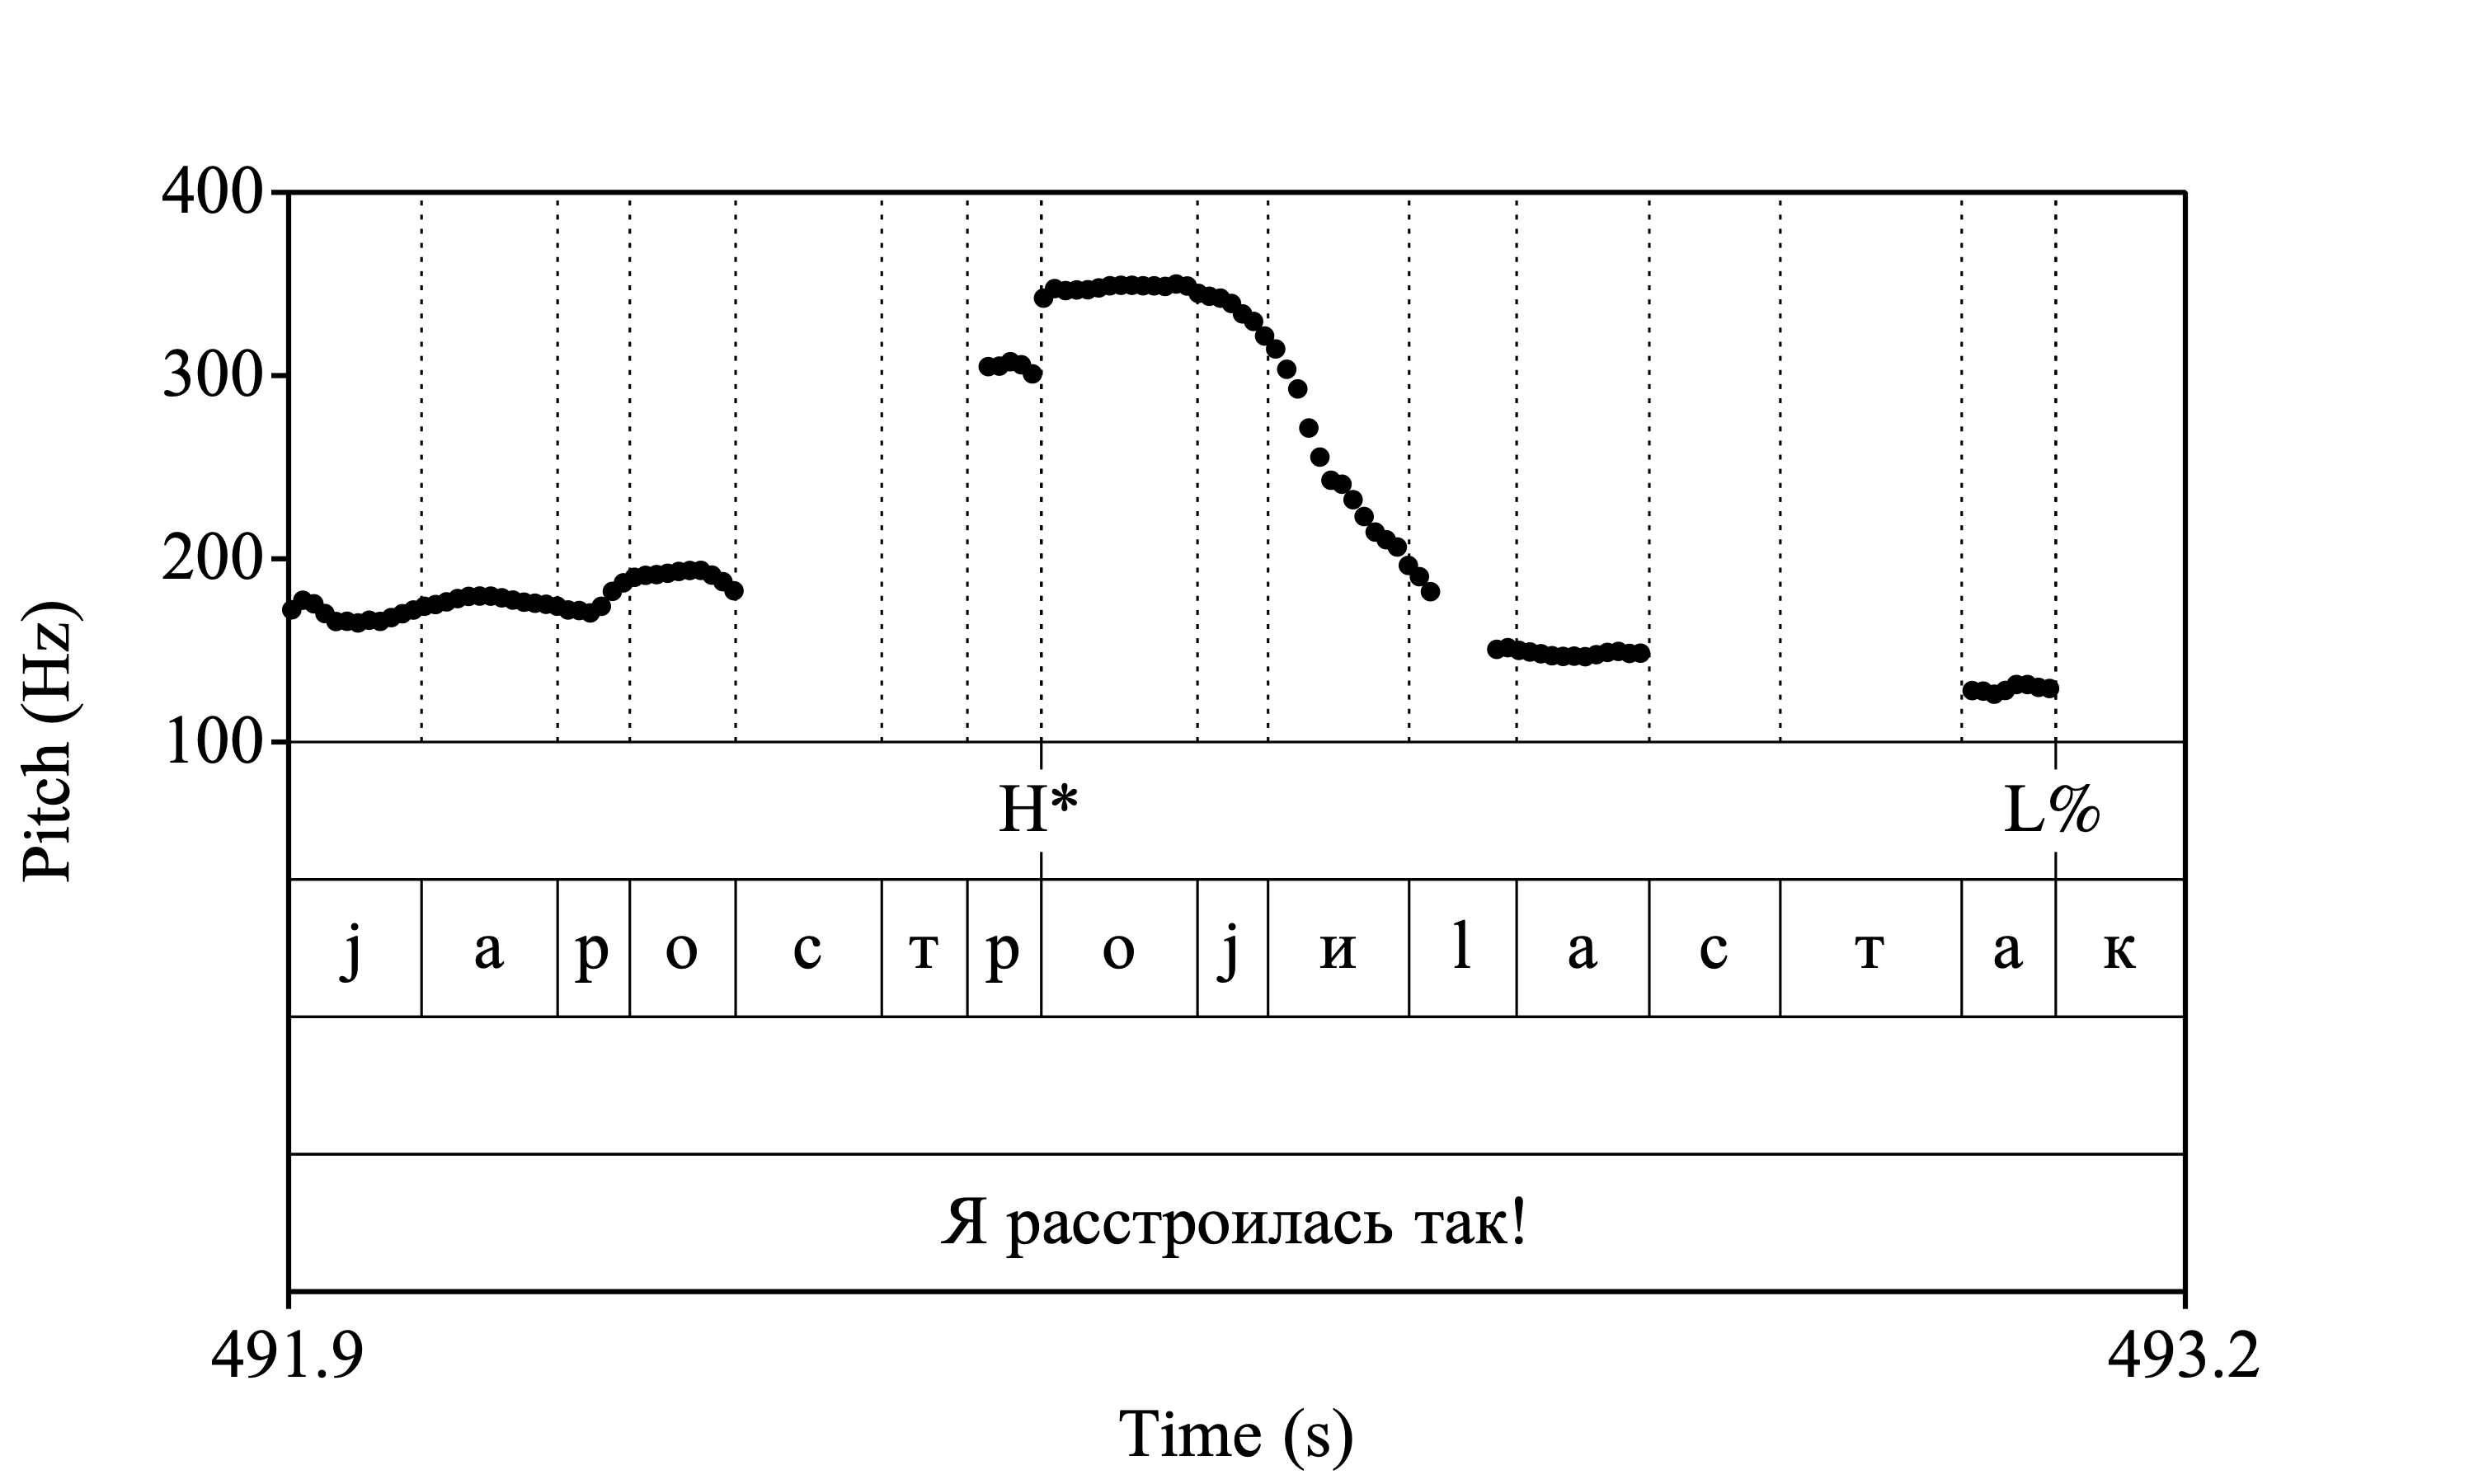 400
300
200
100
Pitch (Hz)
H* L%
j а р о с т р о j и l а с т а к
Я расстроилась так!
491.9 493.2
Time (s)